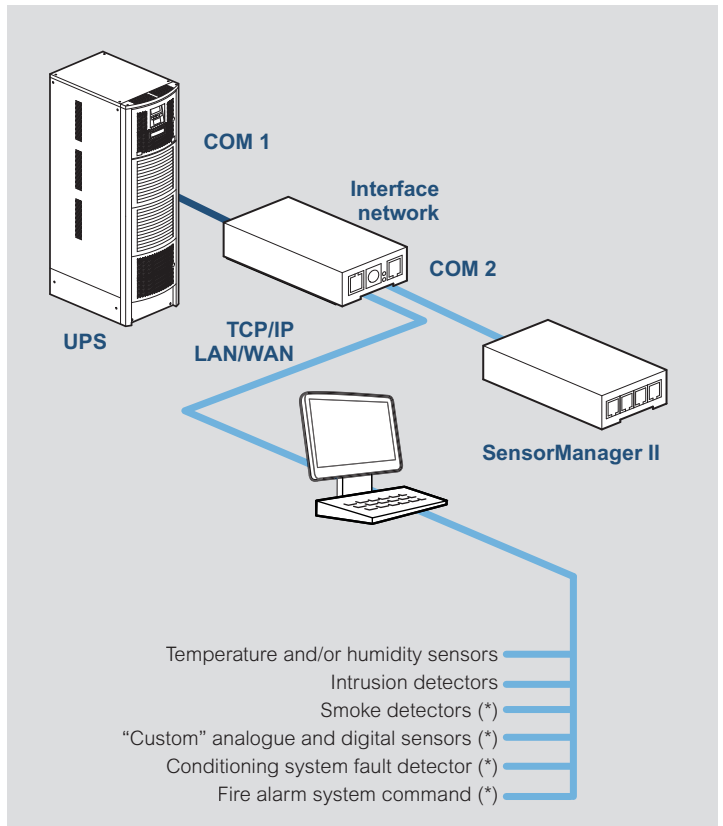 COM 1
Interface
network
COM 2
UPS
TCP/IP
LAN/WAN
SensorManager II
Temperature and/or humidity sensors
Intrusion detectors
Smoke detectors (*)
“Custom” analogue and digital sensors (*)
Conditioning system fault detector (*)
Fire alarm system command (*)